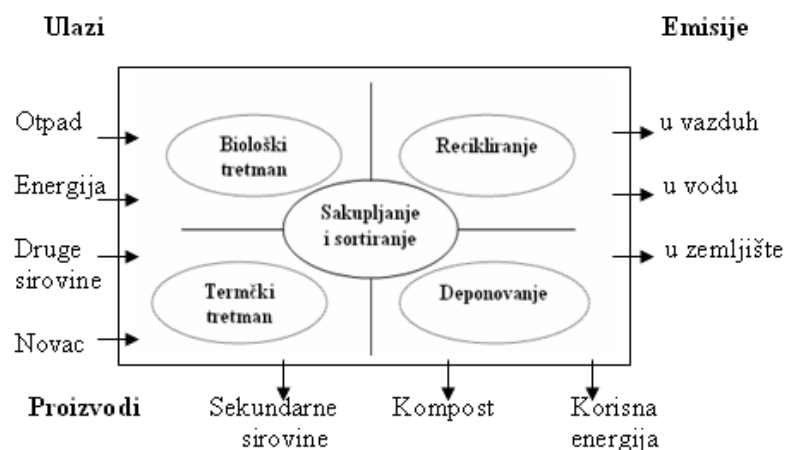 Ulazi
Emisije
Otpad
Energija
Druge
sirovine
Novac
Biološki
tretman
Recikliranje
Sakupljanje
i sortiranje
Termčki
tretman
Deponovanje
u vazduh
u vodu
u zemljište
Proizvodi
Sekundarne
sirovine
Kompost
Korisna
energija